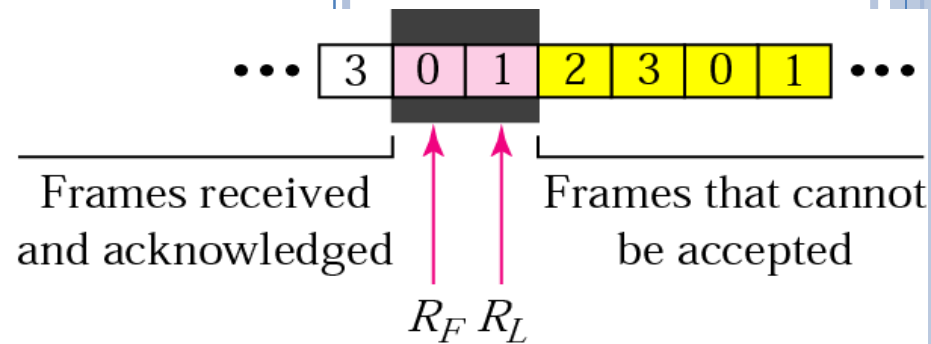 ••• 3 0 1 2 3 0 1 •••
Frames received
and acknowledged
Frames that cannot
be accepted
R_F R_L